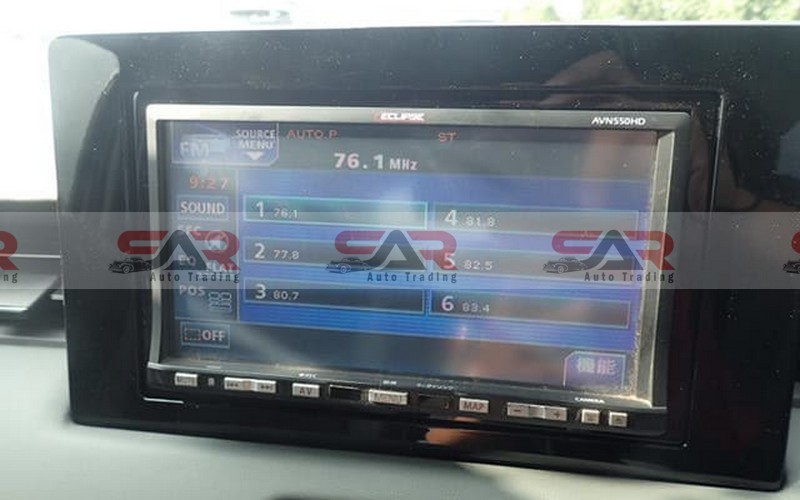 ECLIPSE
AVN550HD
FM
SOURCE
MENU
AUTO.P
ST
76.1 MHz
9:27
SOUND
1 76.1
4 81.8
SAR
Auto Trading
SAR
Auto Trading
SAR
Trading
2 77.8
5 82.5
POS
3 80.7
6 83.4
OFF
機能
MUTE
AV
MENU
MAP
CAMERA